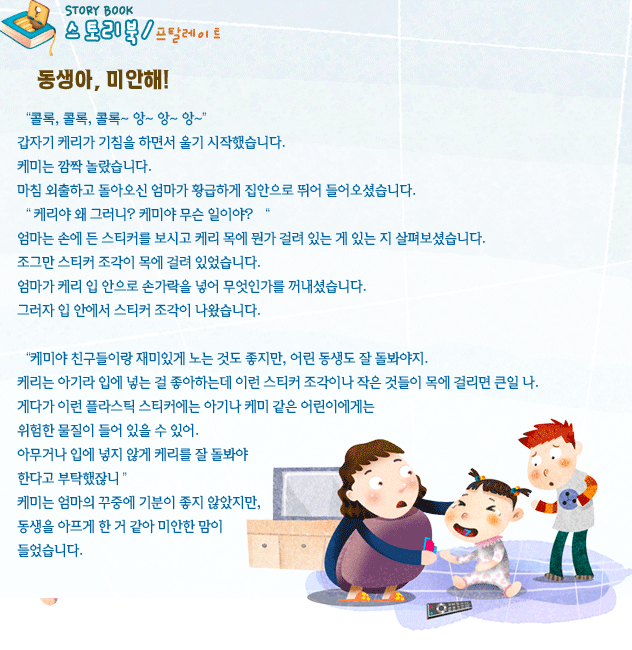 STORY BOOK
스토리북/프탈레이트
동생아, 미안해!
“콜록, 콜록, 콜록~ 앙~ 앙~ 앙~”
갑자기 케리가 기침을 하면서 울기 시작했습니다.
케미는 깜짝 놀랐습니다.
마침 외출하고 돌아오신 엄마가 황급하게 집안으로 뛰어 들어오셨습니다.
“ 케리야 왜 그러니? 케미야 무슨 일이야? “
엄마는 손에 든 스티커를 보시고 케리 목에 뭔가 걸려 있는 게 있는 지 살펴보셨습니다.
조그만 스티커 조각이 목에 걸려 있었습니다.
엄마가 케리 입 안으로 손가락을 넣어 무엇인가를 꺼내셨습니다.
그러자 입 안에서 스티커 조각이 나왔습니다.
“케미야 친구들이랑 재미있게 노는 것도 좋지만, 어린 동생도 잘 돌봐야지.
케리는 아기라 입에 넣는 걸 좋아하는데 이런 스티커 조각이나 작은 것들이 목에 걸리면 큰일 나.
게다가 이런 플라스틱 스티커에는 아기나 케미 같은 어린이에게는
위험한 물질이 들어 있을 수 있어.
아무거나 입에 넣지 않게 케리를 잘 돌봐야
한다고 부탁했잖니 ”
케미는 엄마의 꾸중에 기분이 좋지 않았지만,
동생을 아프게 한 거 같아 미안한 맘이
들었습니다.